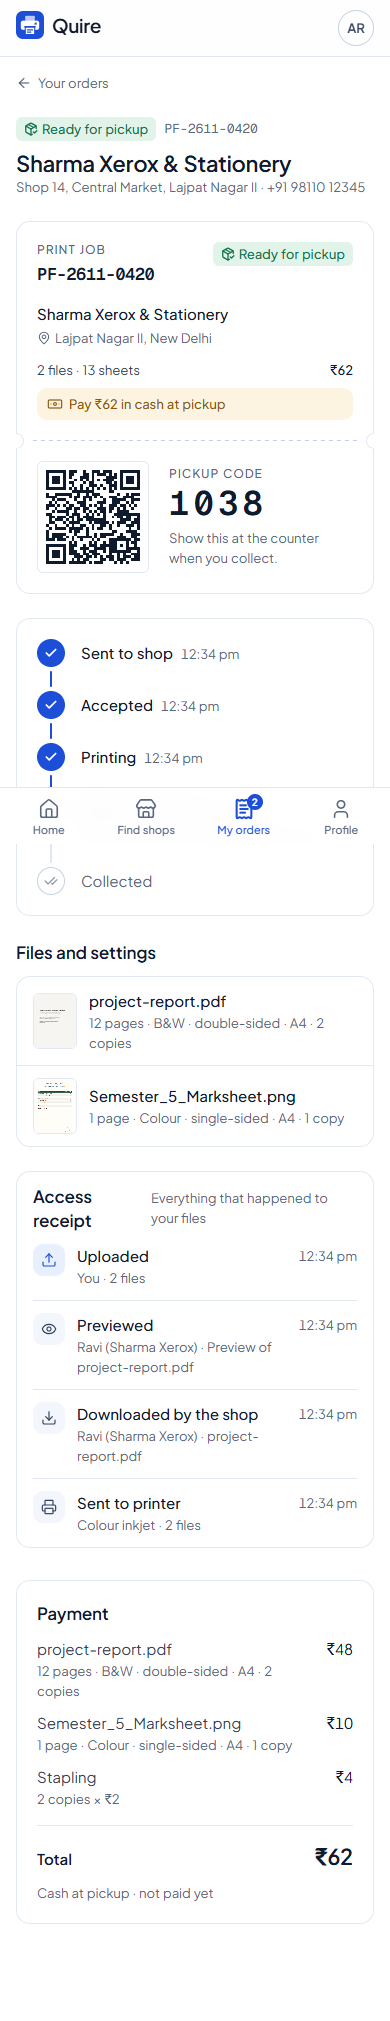 Quire
AR
Your orders
Ready for pickup PF-2611-0420
Sharma Xerox & Stationery
Shop 14, Central Market, Lajpat Nagar II · +91 98110 12345
PRINT JOB
Ready for pickup
PF-2611-0420
Sharma Xerox & Stationery
Lajpat Nagar II, New Delhi
2 files · 13 sheets ₹62
Pay ₹62 in cash at pickup
PICKUP CODE
1038
Show this at the counter
when you collect.
Sent to shop 12:34 pm
Accepted 12:34 pm
Printing 12:34 pm
2
Home Find shops My orders Profile
Collected
Files and settings
project-report.pdf
12 pages · B&W · double-sided · A4 · 2
copies
Semester_5_Marksheet.png
1 page · Colour · single-sided · A4 · 1 copy
Access
receipt
Everything that happened to
your files
Uploaded 12:34 pm
You · 2 files
Previewed 12:34 pm
Ravi (Sharma Xerox) · Preview of
project-report.pdf
Downloaded by the shop 12:34 pm
Ravi (Sharma Xerox) · project-
report.pdf
Sent to printer 12:34 pm
Colour inkjet · 2 files
Payment
project-report.pdf ₹48
12 pages · B&W · double-sided · A4 · 2
copies
Semester_5_Marksheet.png ₹10
1 page · Colour · single-sided · A4 · 1 copy
Stapling ₹4
2 copies × ₹2
Total ₹62
Cash at pickup · not paid yet